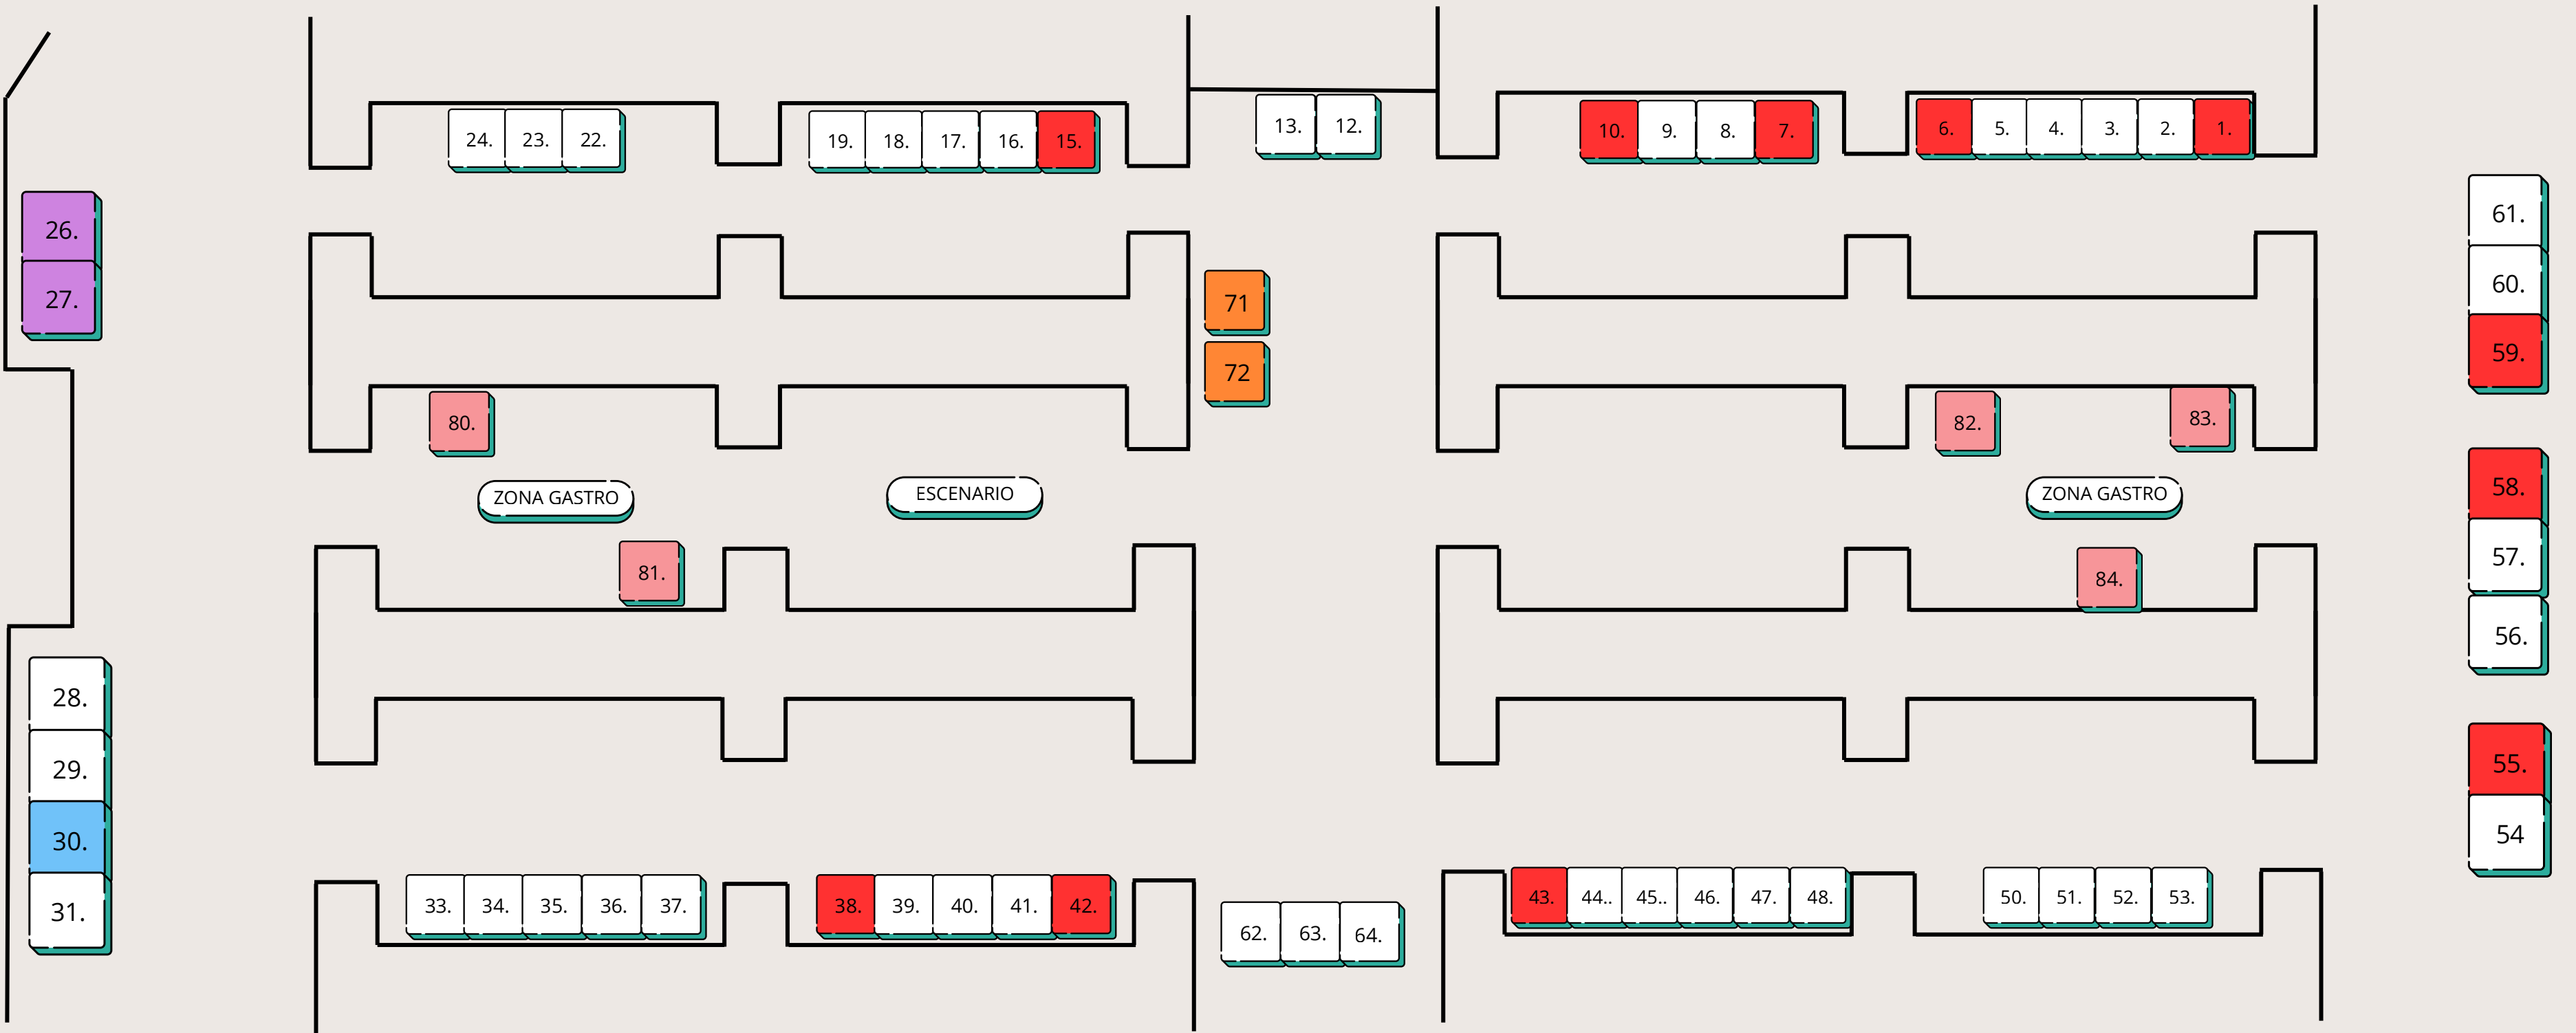 24. 23. 22.
19. 18. 17. 16. 15.
13. 12.
10. 9. 8. 7.
6. 5. 4. 3. 2. 1.
26.
27.
61.
60.
59.
71
72
80.
82.
83.
ZONA GASTRO
ESCENARIO
ZONA GASTRO
58.
57.
56.
81.
84.
28.
29.
30.
31.
55.
54
33. 34. 35. 36. 37.
38. 39. 40. 41. 42.
62. 63. 64.
43. 44.. 45.. 46. 47. 48.
50. 51. 52. 53.